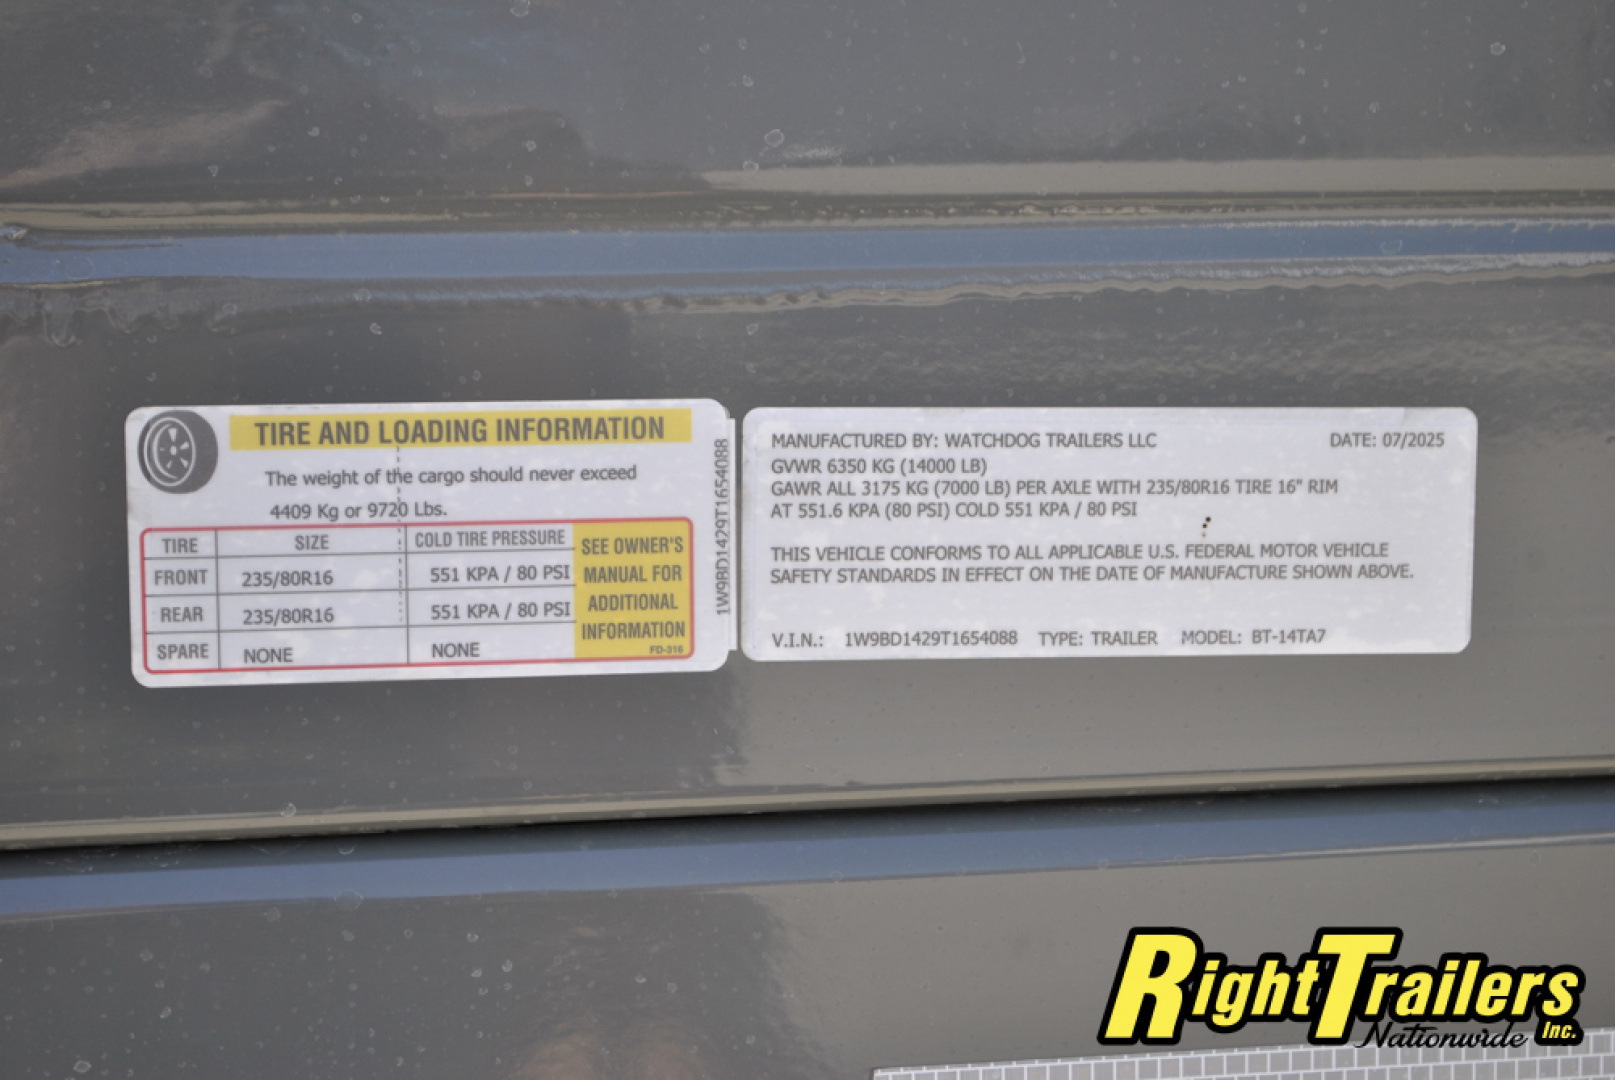 TIRE AND LOADING INFORMATION
The weight of the cargo should never exceed
4409 Kg or 9720 Lbs.
TIRE SIZE COLD TIRE PRESSURE
FRONT 235/80R16 551 KPA / 80 PSI
REAR 235/80R16 551 KPA / 80 PSI
SPARE NONE NONE
SEE OWNER'S
MANUAL FOR
ADDITIONAL
INFORMATION
FD-316
1W9BD1429T1654088
MANUFACTURED BY: WATCHDOG TRAILERS LLC DATE: 07/2025
GVWR 6350 KG (14000 LB)
GAWR ALL 3175 KG (7000 LB) PER AXLE WITH 235/80R16 TIRE 16" RIM
AT 551.6 KPA (80 PSI) COLD 551 KPA / 80 PSI
THIS VEHICLE CONFORMS TO ALL APPLICABLE U.S. FEDERAL MOTOR VEHICLE
SAFETY STANDARDS IN EFFECT ON THE DATE OF MANUFACTURE SHOWN ABOVE.
V.I.N.: 1W9BD1429T1654088 TYPE: TRAILER MODEL: BT-14TA7
RightTrailers
Nationwide Inc.